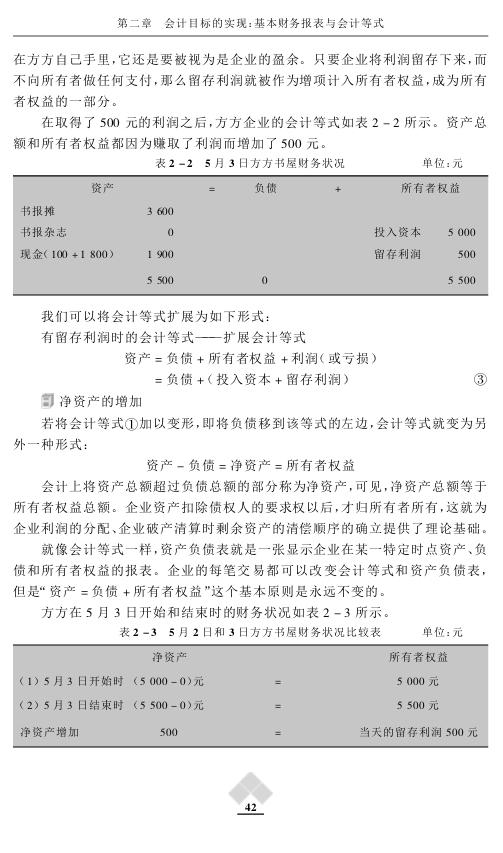 第二章　会计目标的实现:基本财务报表与会计等式
在方方自己手里,它还是要被视为是企业的盈余。只要企业将利润留存下来,而
不向所有者做任何支付,那么留存利润就被作为增项计入所有者权益,成为所有
者权益的一部分。
在取得了 500 元的利润之后,方方企业的会计等式如表 2 – 2 所示。资产总
额和所有者权益都因为赚取了利润而增加了 500 元。
表 2 – 2　5 月 3 日方方书屋财务状况　单位:元
资产 = 负债 + 所有者权益
书报摊 3 600
书报杂志 0 投入资本 5 000
现金(100 + 1 800) 1 900 留存利润 500
5 500 0 5 500
我们可以将会计等式扩展为如下形式:
有留存利润时的会计等式——扩展会计等式
资产 = 负债 + 所有者权益 + 利润(或亏损)
= 负债 +(投入资本 + 留存利润) ③
净资产的增加
若将会计等式①加以变形,即将负债移到该等式的左边,会计等式就变为另
外一种形式:
资产 – 负债 = 净资产 = 所有者权益
会计上将资产总额超过负债总额的部分称为净资产,可见,净资产总额等于
所有者权益总额。企业资产扣除债权人的要求权以后,才归所有者所有,这就为
企业利润的分配、企业破产清算时剩余资产的清偿顺序的确立提供了理论基础。
就像会计等式一样,资产负债表就是一张显示企业在某一特定时点资产、负
债和所有者权益的报表。企业的每笔交易都可以改变会计等式和资产负债表,
但是“资产 = 负债 + 所有者权益”这个基本原则是永远不变的。
方方在 5 月 3 日开始和结束时的财务状况如表 2 – 3 所示。
表 2 – 3　5 月 2 日和 3 日方方书屋财务状况比较表　单位:元
净资产 所有者权益
(1)5 月 3 日开始时 (5 000 – 0)元 = 5 000 元
(2)5 月 3 日结束时 (5 500 – 0)元 = 5 500 元
净资产增加 500 = 当天的留存利润 500 元
42